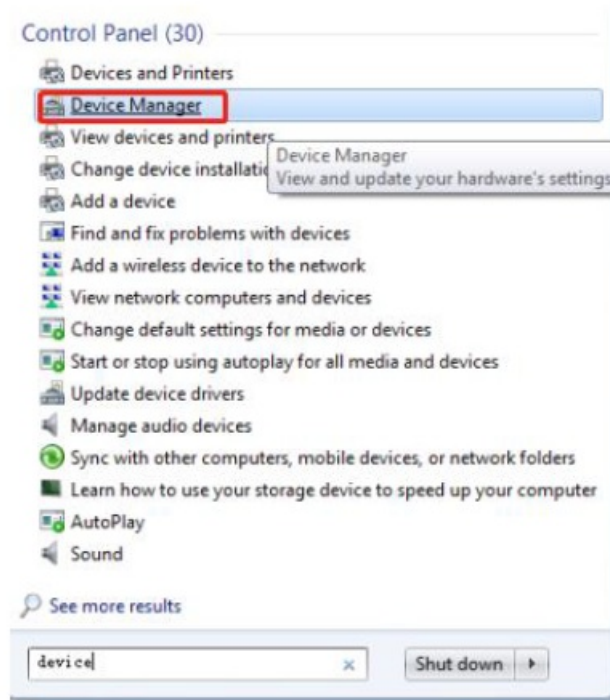 Control Panel (30)
Devices and Printers
Device Manager
View devices and printers
Change device installatio
Device Manager
View and update your hardware's settings
Add a device
Find and fix problems with devices
Add a wireless device to the network
View network computers and devices
Change default settings for media or devices
Start or stop using autoplay for all media and devices
Update device drivers
Manage audio devices
Sync with other computers, mobile devices, or network folders
Learn how to use your storage device to speed up your computer
AutoPlay
Sound
See more results
device
Shut down